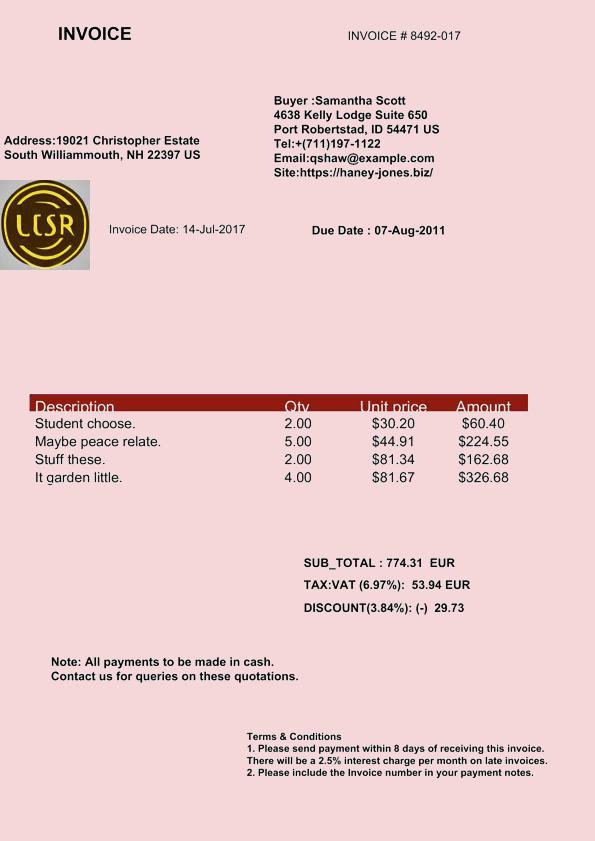 INVOICE
INVOICE # 8492-017
Buyer :Samantha Scott
4638 Kelly Lodge Suite 650
Port Robertstad, ID 54471 US
Tel:+(711)197-1122
Email:qshaw@example.com
Site:https://haney-jones.biz/
Address:19021 Christopher Estate
South Williammouth, NH 22397 US
LCSR
Invoice Date: 14-Jul-2017
Due Date : 07-Aug-2011
Description Qty Unit price Amount
Student choose. 2.00 $30.20 $60.40
Maybe peace relate. 5.00 $44.91 $224.55
Stuff these. 2.00 $81.34 $162.68
It garden little. 4.00 $81.67 $326.68
SUB_TOTAL : 774.31 EUR
TAX:VAT (6.97%): 53.94 EUR
DISCOUNT(3.84%): (-) 29.73
Note: All payments to be made in cash.
Contact us for queries on these quotations.
Terms & Conditions
1. Please send payment within 8 days of receiving this invoice.
There will be a 2.5% interest charge per month on late invoices.
2. Please include the Invoice number in your payment notes.